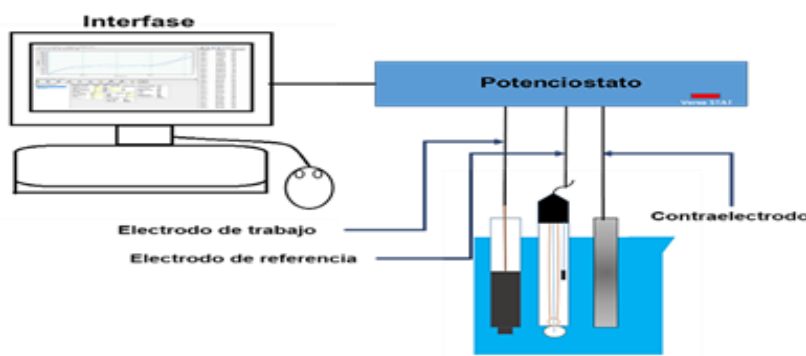 Interfase
Potenciostato
Electrodo de trabajo
Contraelectrodo
Electrodo de referencia